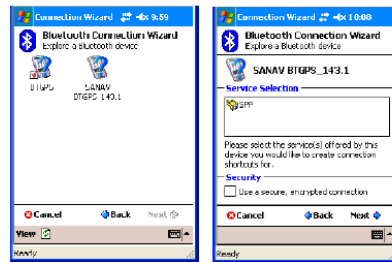 Connection Wizard 9:59
Bluetooth Connection Wizard
Explore a Bluetooth device
BTGPS
SANAV
BTGPS_143.1
Cancel
Back
Next
View
Ready
Connection Wizard 10:00
Bluetooth Connection Wizard
Explore a Bluetooth device
SANAV BTGPS_143.1
Service Selection
SPP
Please select the service(s) offered by this
device you would like to create connection
shortcuts for.
Security
Use a secure, encrypted connection
Cancel
Back
Next
Ready